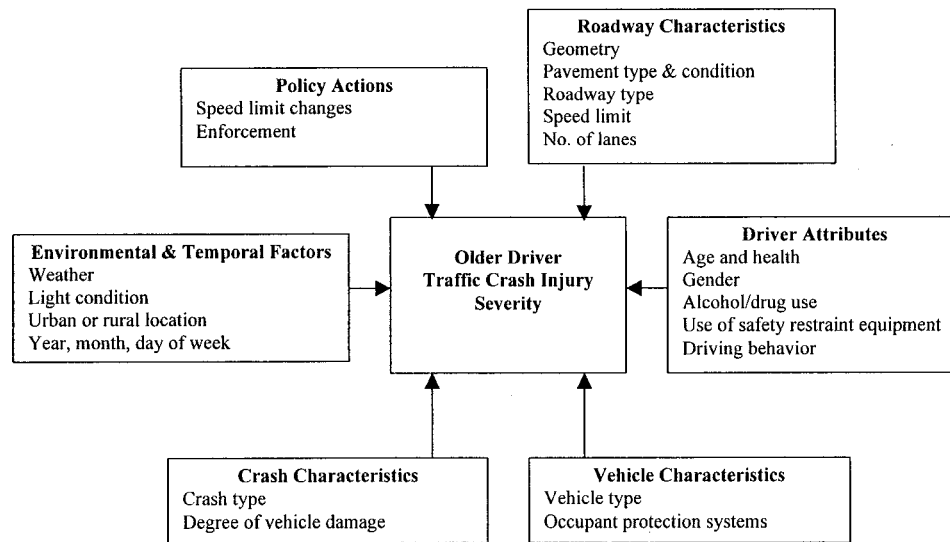 Roadway Characteristics
Geometry
Pavement type & condition
Roadway type
Speed limit
No. of lanes
Policy Actions
Speed limit changes
Enforcement
Environmental & Temporal Factors
Weather
Light condition
Urban or rural location
Year, month, day of week
Older Driver
Traffic Crash Injury
Severity
Driver Attributes
Age and health
Gender
Alcohol/drug use
Use of safety restraint equipment
Driving behavior
Crash Characteristics
Crash type
Degree of vehicle damage
Vehicle Characteristics
Vehicle type
Occupant protection systems